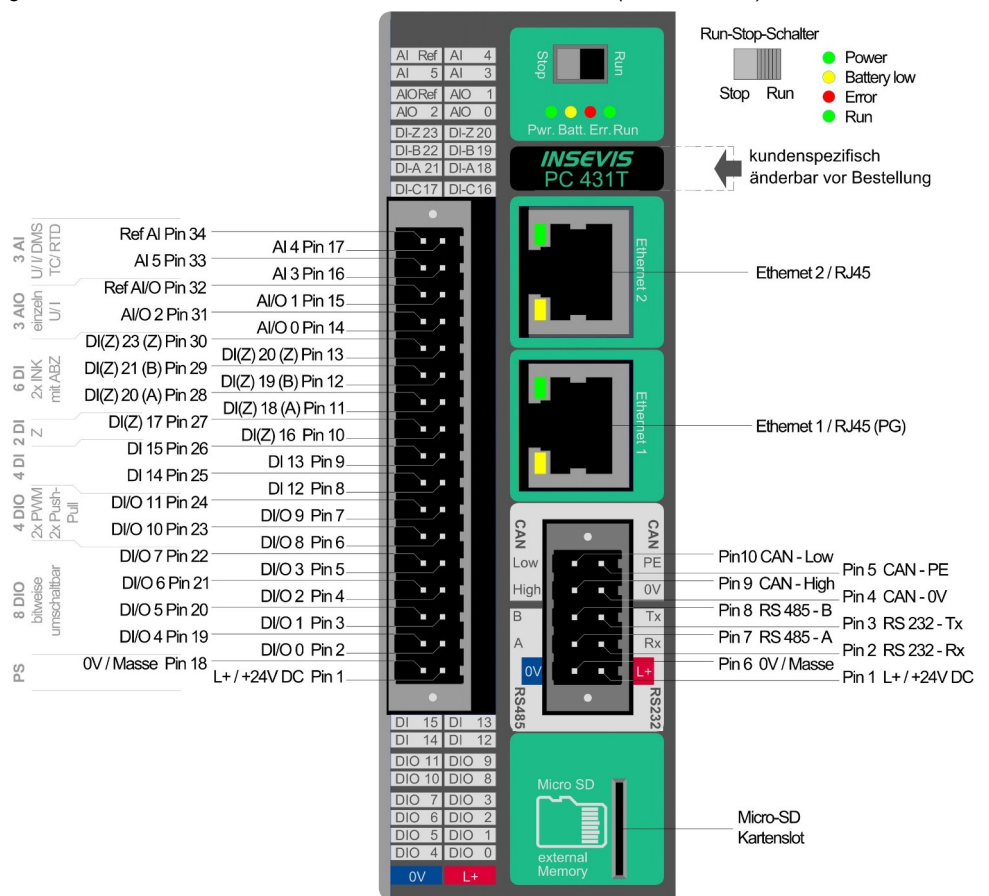 AI Ref AI 4
AI 5 AI 3
AIO Ref AIO 1
AIO 2 AIO 0
DI-Z 23 DI-Z 20
DI-B 22 DI-B 19
DI-A 21 DI-A 18
DI-C 17 DI-C 16
Stop
Run
Pwr. Batt. Err. Run
INSEVIS
PC 431T
Run-Stop-Schalter
Stop Run
Power
Battery low
Error
Run
kundenspezifisch
änderbar vor Bestellung
3 AI
U/ I/ DMS
TC/ RTD
3 AIO
einzeln
U/ I
6 DI
2x INK
mit ABZ
2 DI
Z
4 DI
4 DIO
2x PWM
2x Push-
Pull
8 DIO
bitweise
umschaltbar
PS
Ref AI Pin 34
AI 5 Pin 33
Ref AI/O Pin 32
AI/O 2 Pin 31
DI(Z) 23 (Z) Pin 30
DI(Z) 21 (B) Pin 29
DI(Z) 20 (A) Pin 28
DI(Z) 17 Pin 27
DI 15 Pin 26
DI 14 Pin 25
DI/O 11 Pin 24
DI/O 10 Pin 23
DI/O 7 Pin 22
DI/O 6 Pin 21
DI/O 5 Pin 20
DI/O 4 Pin 19
0V / Masse Pin 18
AI 4 Pin 17
AI 3 Pin 16
AI/O 1 Pin 15
AI/O 0 Pin 14
DI(Z) 20 (Z) Pin 13
DI(Z) 19 (B) Pin 12
DI(Z) 18 (A) Pin 11
DI(Z) 16 Pin 10
DI 13 Pin 9
DI 12 Pin 8
DI/O 9 Pin 7
DI/O 8 Pin 6
DI/O 3 Pin 5
DI/O 2 Pin 4
DI/O 1 Pin 3
DI/O 0 Pin 2
L+ / +24V DC Pin 1
Ethernet 2
Ethernet 2 / RJ45
Ethernet 1
Ethernet 1 / RJ45 (PG)
CAN
CAN
Low PE
High 0V
B Tx
A Rx
0V L+
RS485
RS232
Pin10 CAN - Low
Pin 5 CAN - PE
Pin 9 CAN - High
Pin 4 CAN - 0V
Pin 8 RS 485 - B
Pin 3 RS 232 - Tx
Pin 7 RS 485 - A
Pin 2 RS 232 - Rx
Pin 6 0V / Masse
Pin 1 L+ / +24V DC
DI 15 DI 13
DI 14 DI 12
DIO 11 DIO 9
DIO 10 DIO 8
DIO 7 DIO 3
DIO 6 DIO 2
DIO 5 DIO 1
DIO 4 DIO 0
0V L+
Micro SD
external
Memory
Micro-SD
Kartenslot